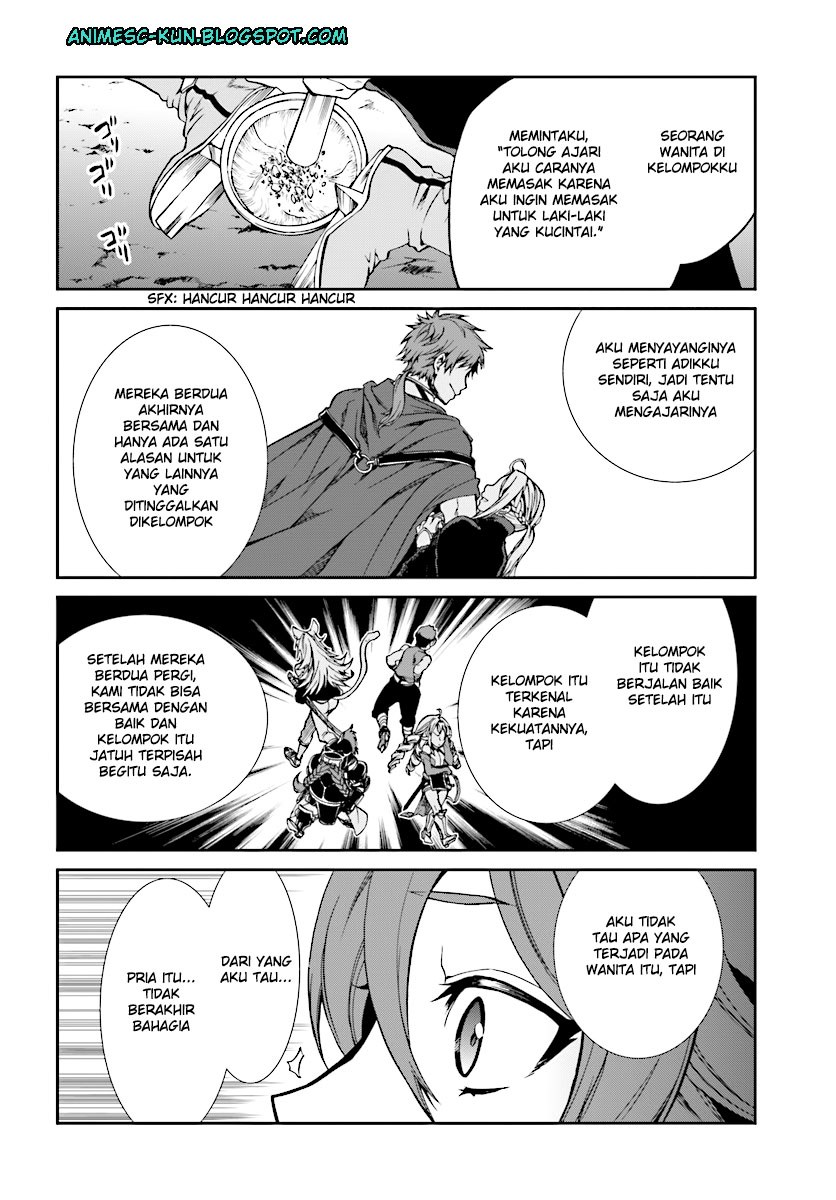 ANIMESC-KUN.BLOGSPOT.COM
SEORANG
WANITA DI
KELOMPOKKU
MEMINTAKU,
"TOLONG AJARI
AKU CARANYA
MEMASAK KARENA
AKU INGIN MEMASAK
UNTUK LAKI-LAKI
YANG KUCINTAI."
ゴリゴリ
SFX: HANCUR HANCUR HANCUR
AKU MENYAYANGINYA
SEPERTI ADIKKU
SENDIRI, JADI TENTU
SAJA AKU
MENGAJARINYA
MEREKA BERDUA
AKHIRNYA
BERSAMA DAN
HANYA ADA SATU
ALASAN UNTUK
YANG LAINNYA
YANG
DITINGGALKAN
DIKELOMPOK
KELOMPOK
ITU TIDAK
BERJALAN BAIK
SETELAH ITU
KELOMPOK ITU
TERKENAL
KARENA
KEKUATANNYA,
TAPI
SETELAH MEREKA
BERDUA PERGI,
KAMI TIDAK BISA
BERSAMA DENGAN
BAIK DAN
KELOMPOK ITU
JATUH TERPISAH
BEGITU SAJA.
AKU TIDAK
TAU APA YANG
TERJADI PADA
WANITA ITU, TAPI
DARI YANG
AKU TAU...
PRIA ITU...
TIDAK
BERAKHIR
BAHAGIA